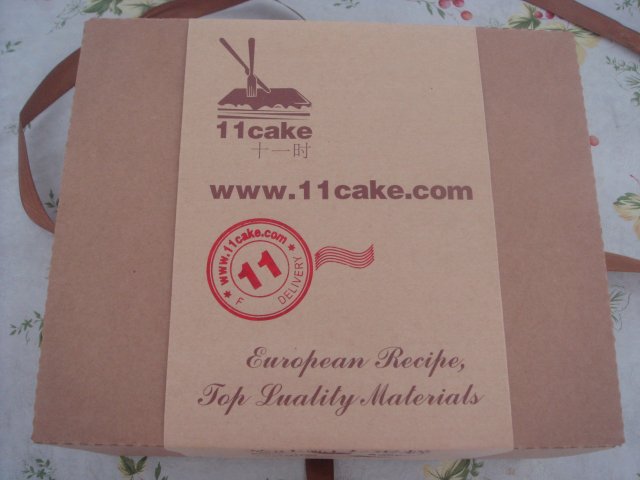 11cake
十一时
www.11cake.com
www.11cake.com
11
F DELIVERY
European Recipe,
Top Luality Materials